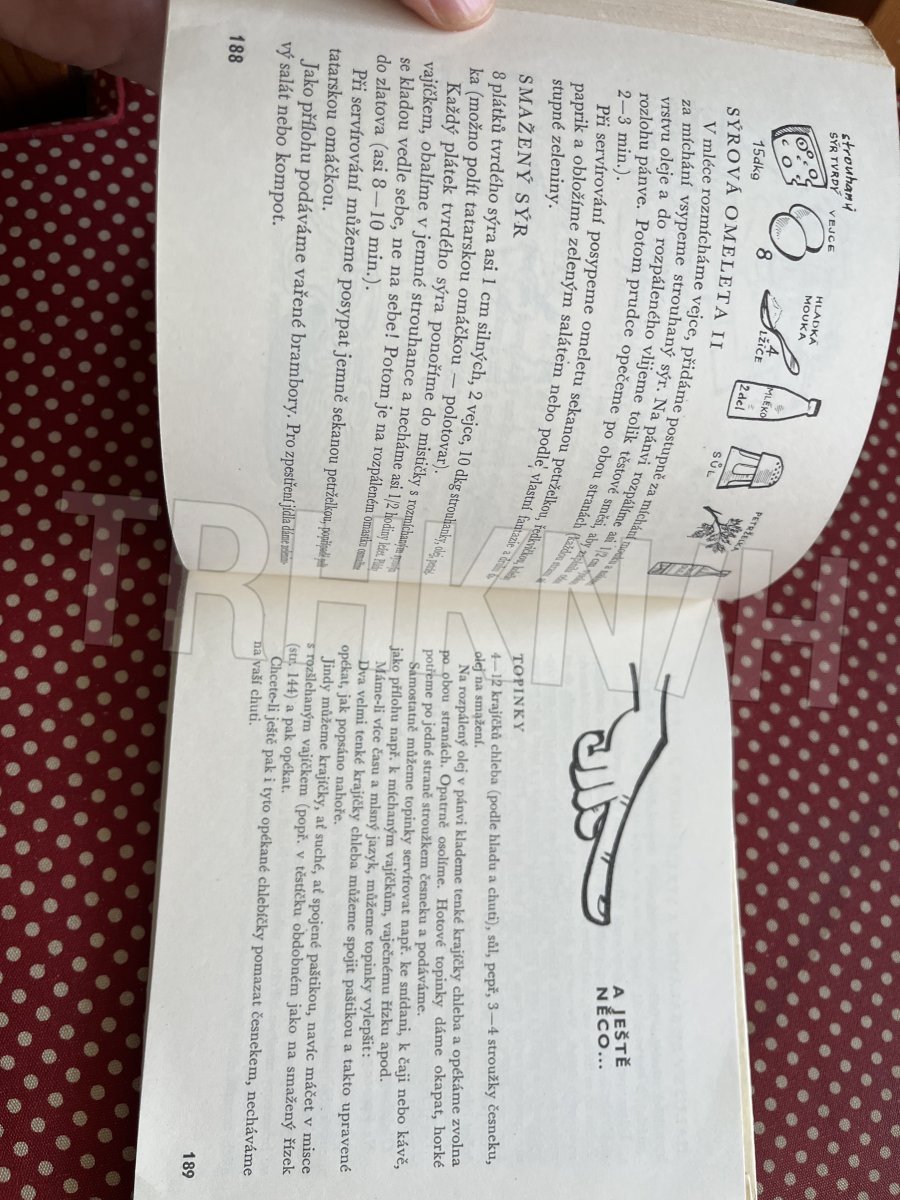 strouhaný
SÝR TVRDÝ
15dkg
VEJCE
8
HLADKÁ
MOUKA
4
LŽÍCE
MLÉKO
2del
SŮL
PETRŽELKA
SÝROVÁ OMELETA II
V mléce rozmícháme vejce, přidáme postupně za míchání
za míchání vsypeme strouhaný sýr. Na pánvi rozpálíme
vrstvu oleje a do rozpáleného vlijeme tolik těstové směsi, aby
rozlohu pánve. Potom prudce opečeme po obou stranách
2—3 min.).
Při servírování posypeme omeletu sekanou petrželkou, ředkvičkou,
paprik a obložíme zeleným salátem nebo podle vlastní fantazie a
stupné zeleniny.
SMAŽENÝ SÝR
8 plátků tvrdého sýra asi 1 cm silných, 2 vejce, 10 dkg strouhanky, olej
ka (možno polít tatarskou omáčkou — polotovar).
Každý plátek tvrdého sýra ponoříme do mističky s rozmíchaným
vajíčkem, obalíme v jemné strouhance a necháme asi 1/2 hodiny ležet.
se kladou vedle sebe, ne na sebe! Potom je na rozpáleném omastku
do zlatova (asi 8—10 min.).
Při servírování můžeme posypat jemně sekanou petrželkou,
tatarskou omáčkou.
Jako přílohu podáváme vařené brambory. Pro zpestření jídla dáme
vý salát nebo kompot.
188
A JEŠTĚ
NĚCO...
TOPINKY
4—12 krajíčků chleba (podle hladu a chuti), sůl, pepř, 3—4 stroužky česneku,
olej na smažení.
Na rozpálený olej v pánvi klademe tenké krajíčky chleba a opékáme zvolna
po obou stranách. Opatrně osolíme. Hotové topinky dáme okapat, horké
potřeme po jedné straně stroužkem česneku a podáváme.
Samostatně můžeme topinky servírovat např. ke snídani, k čaji nebo kávě,
jako přílohu např. k míchaným vajíčkům, vaječnému řízku apod.
Máme-li více času a mlsný jazyk, můžeme topinky vylepšit:
Dva velmi tenké krajíčky chleba můžeme spojit paštikou a takto upravené
opékat, jak popsáno nahoře.
Jindy můžeme krajíčky, ať suché, ať spojené paštikou, navíc máčet v misce
s rozšlehaným vajíčkem (popř. v těstíčku obdobném jako na smažený řízek
(str. 144) a pak opékat.
Chcete-li ještě pak i tyto opékané chlebíčky pomazat česnekem, necháváme
na vaší chuti.
189
TRHKNIH